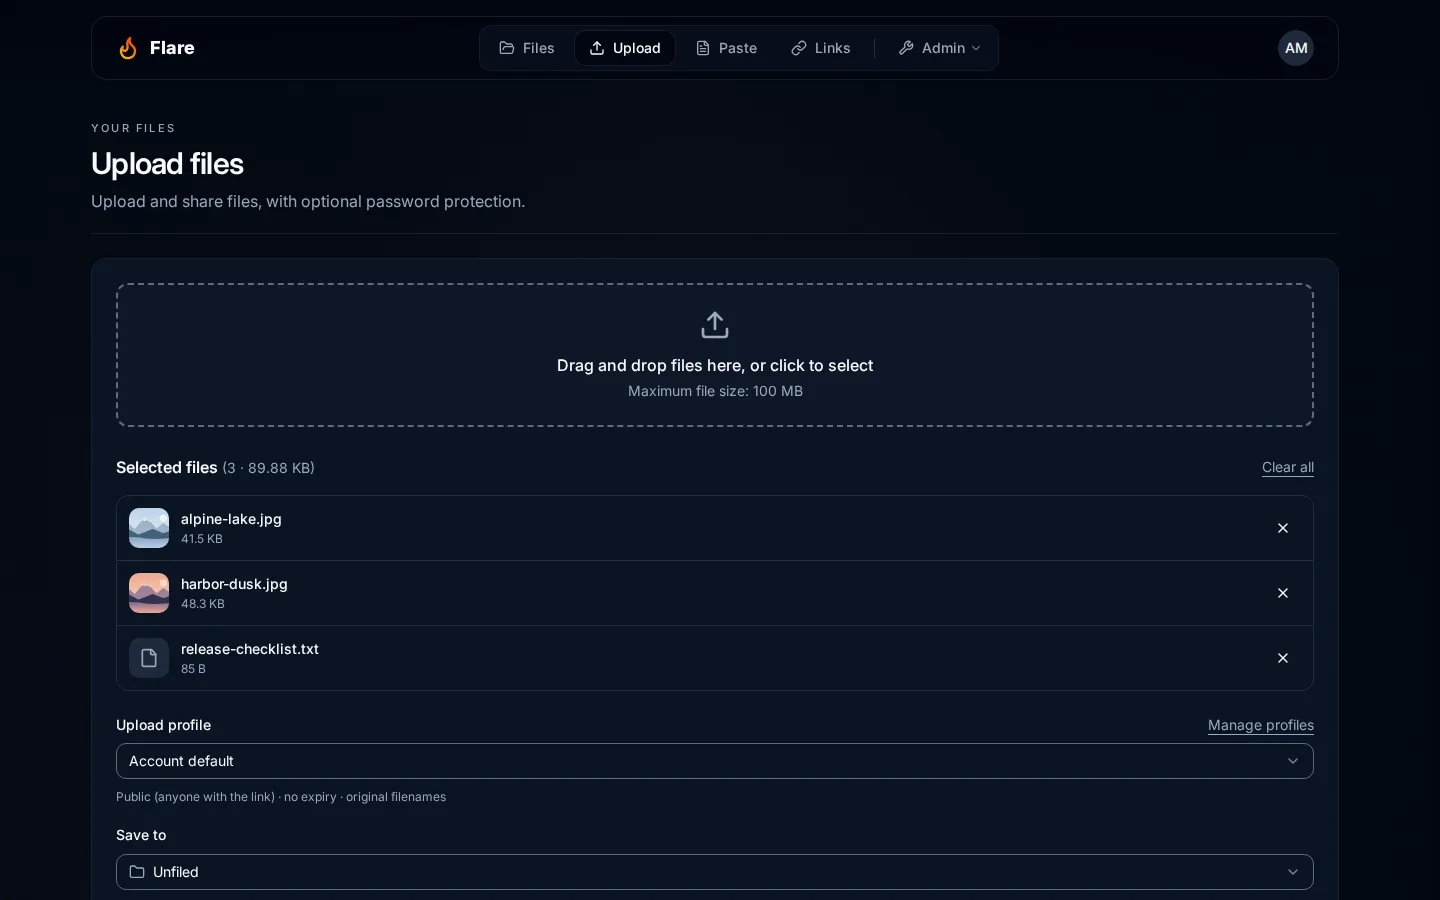 Flare
Files
Upload
Paste
Links
Admin
AM
YOUR FILES
Upload files
Upload and share files, with optional password protection.
Drag and drop files here, or click to select
Maximum file size: 100 MB
Selected files (3 · 89.88 KB)
Clear all
alpine-lake.jpg
41.5 KB
harbor-dusk.jpg
48.3 KB
release-checklist.txt
85 B
Upload profile
Manage profiles
Account default
Public (anyone with the link) · no expiry · original filenames
Save to
Unfiled